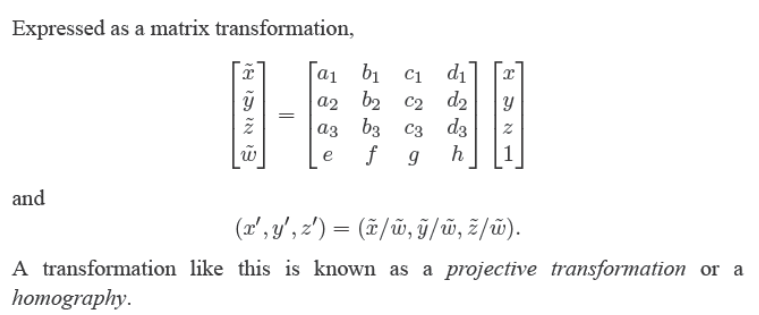 Expressed as a matrix transformation,
[x̃ ỹ z̃ w̃] = [a₁ b₁ c₁ d₁; a₂ b₂ c₂ d₂; a₃ b₃ c₃ d₃; e f g h] [x y z 1]
and
(x′, y′, z′) = (x̃/w̃, ỹ/w̃, z̃/w̃).
A transformation like this is known as a projective transformation or a
homography.